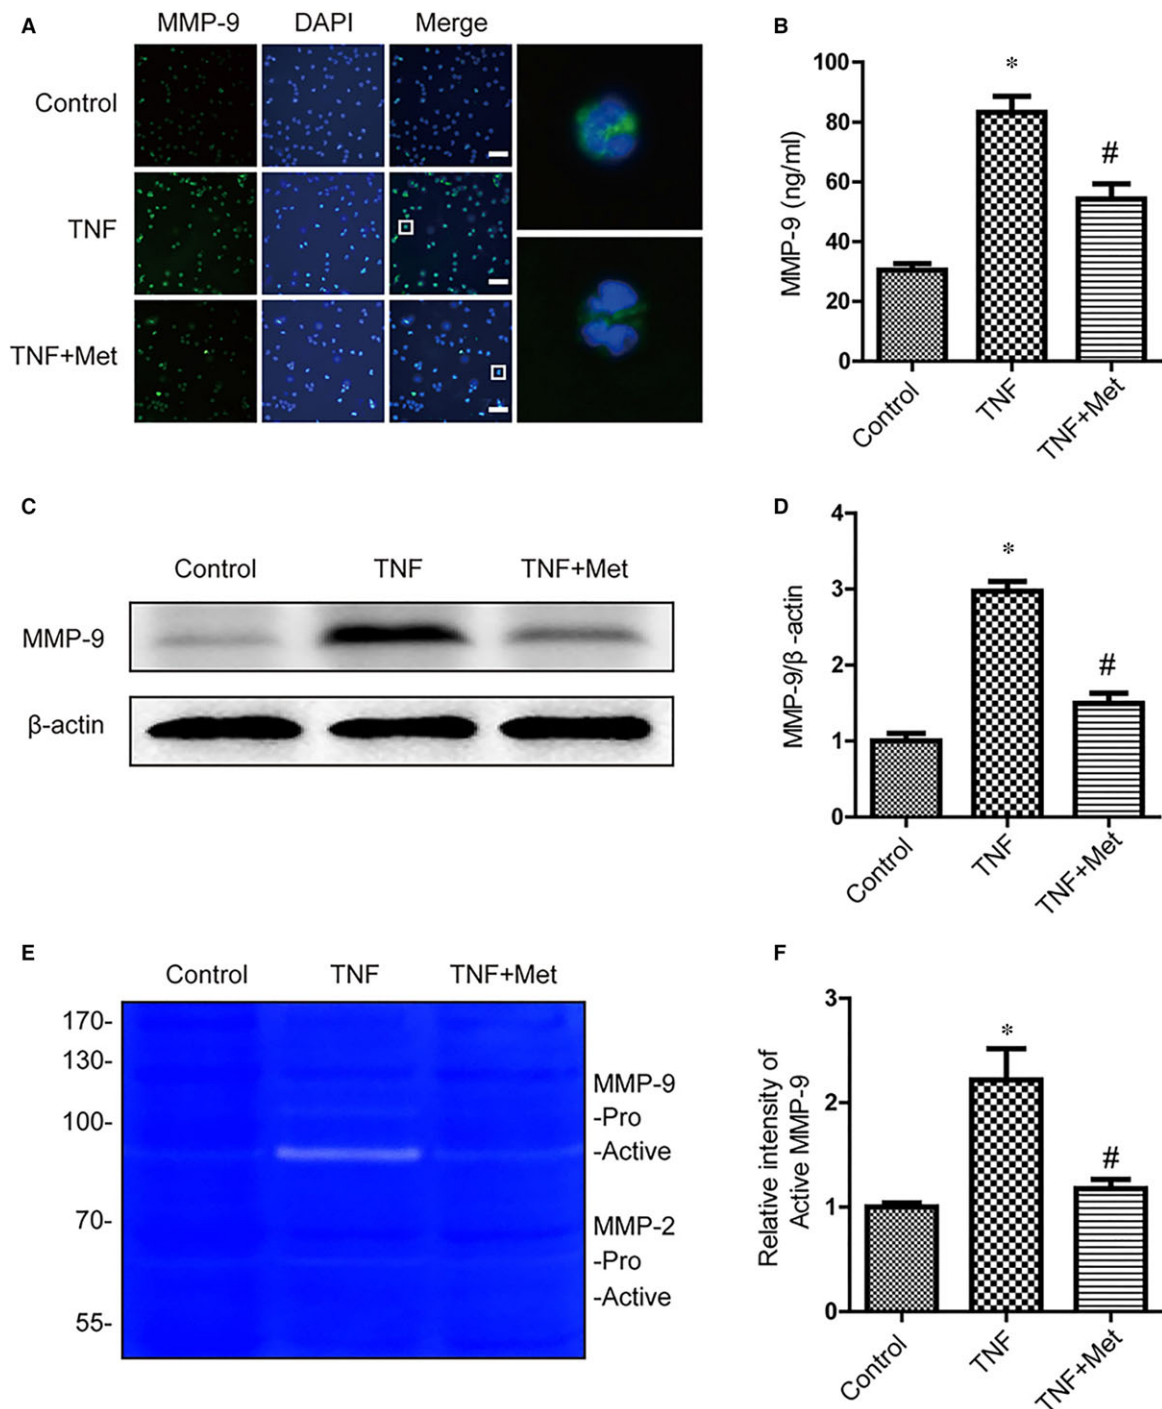 A
MMP-9 DAPI Merge
Control
TNF
TNF+Met
B
MMP-9 (ng/ml)
100
80
60
40
20
0
*
#
Control
TNF
TNF+Met
C
Control TNF TNF+Met
MMP-9
β-actin
D
MMP-9/β -actin
4
3
2
1
0
*
#
Control
TNF
TNF+Met
E
Control TNF TNF+Met
170-
130-
100-
70-
55-
MMP-9
-Pro
-Active
MMP-2
-Pro
-Active
F
Relative intensity of
Active MMP-9
3
2
1
0
*
#
Control
TNF
TNF+Met